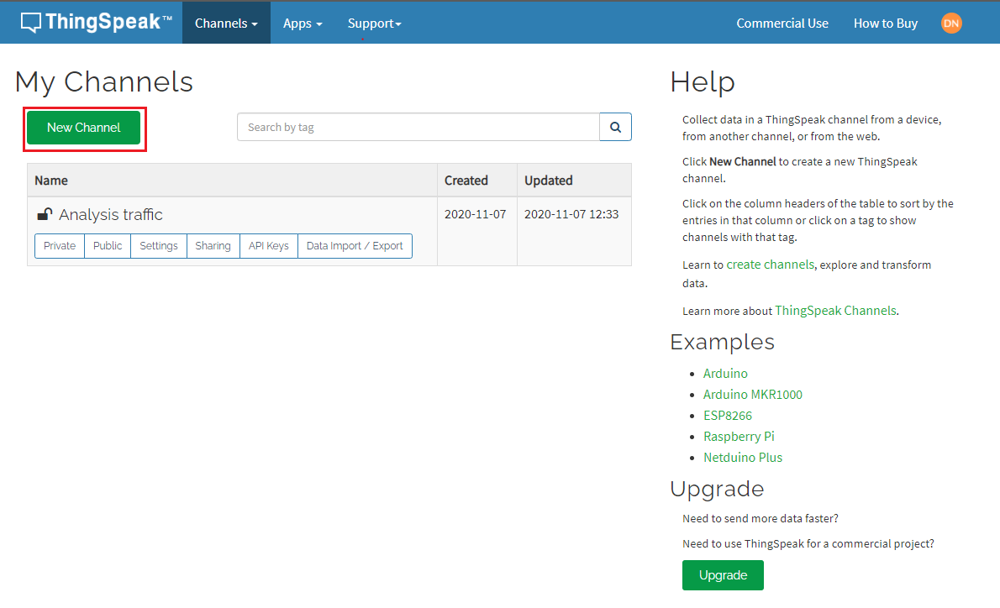 ThingSpeak™ Channels Apps Support Commercial Use How to Buy DN
My Channels
New Channel
Search by tag
Name Created Updated
Analysis traffic 2020-11-07 2020-11-07 12:33
Private Public Settings Sharing API Keys Data Import / Export
Help
Collect data in a ThingSpeak channel from a device,
from another channel, or from the web.
Click New Channel to create a new ThingSpeak
channel.
Click on the column headers of the table to sort by the
entries in that column or click on a tag to show
channels with that tag.
Learn to create channels, explore and transform
data.
Learn more about ThingSpeak Channels.
Examples
Arduino
Arduino MKR1000
ESP8266
Raspberry Pi
Netduino Plus
Upgrade
Need to send more data faster?
Need to use ThingSpeak for a commercial project?
Upgrade